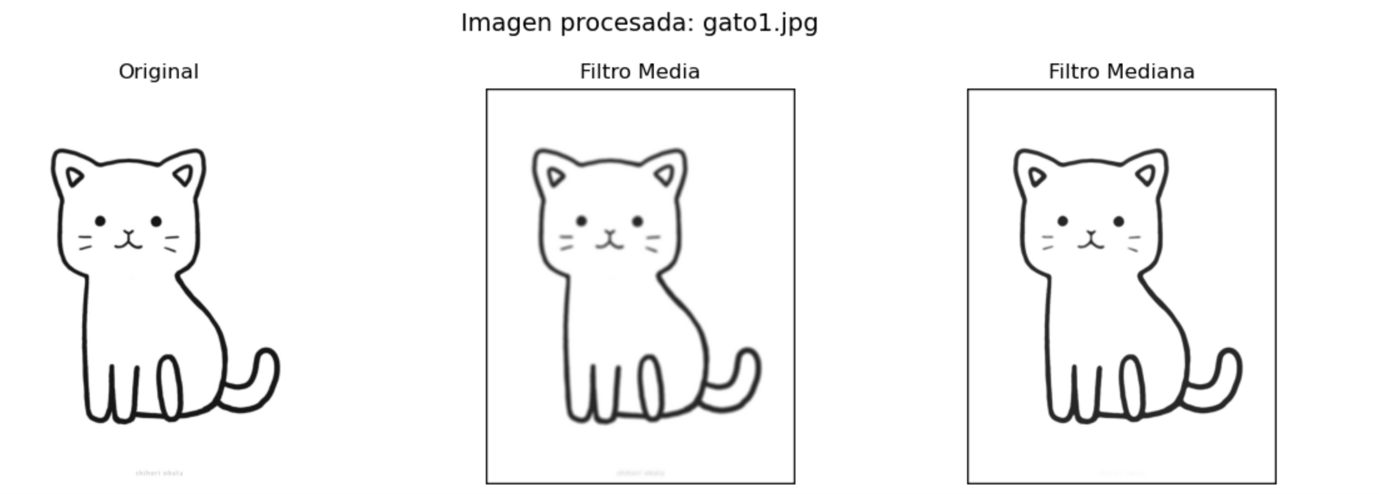 Imagen procesada: gato1.jpg
Original
Filtro Media
Filtro Mediana